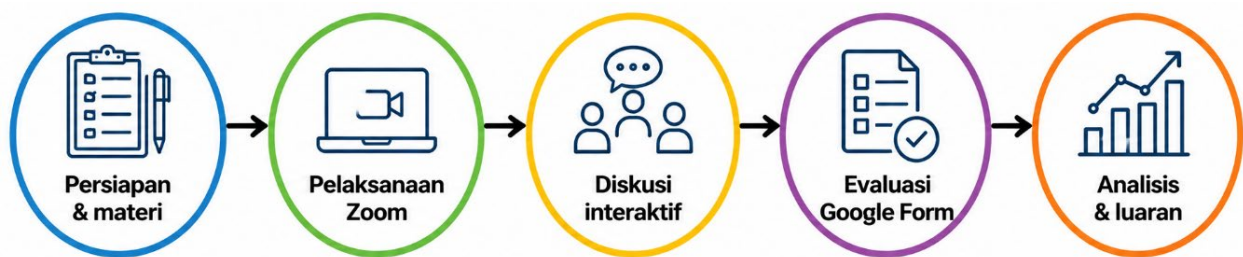 Persiapan
& materi
Pelaksanaan
Zoom
Diskusi
interaktif
Evaluasi
Google Form
Analisis
& luaran